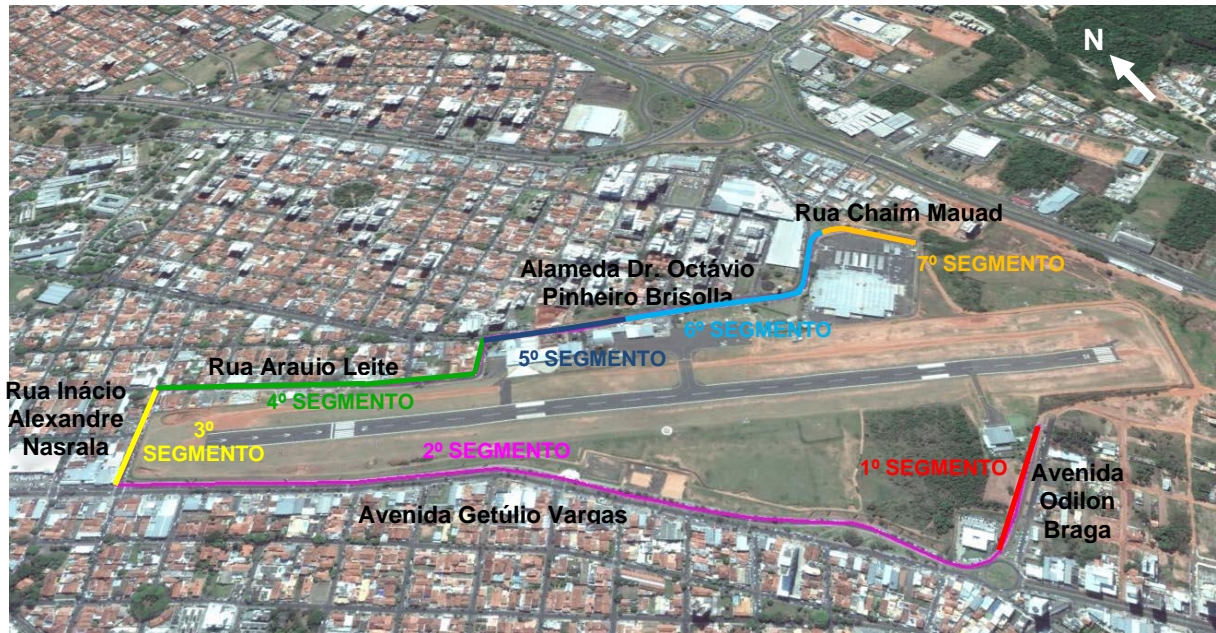 N
Rua Chaim Mauad
7º SEGMENTO
Alameda Dr. Octávio
Pinheiro Brisolla
6º SEGMENTO
5º SEGMENTO
Rua Araujo Leite
4º SEGMENTO
Rua Inácio
Alexandre
Nasrala
3º
SEGMENTO
2º SEGMENTO
1º SEGMENTO
Avenida
Odilon
Braga
Avenida Getúlio Vargas